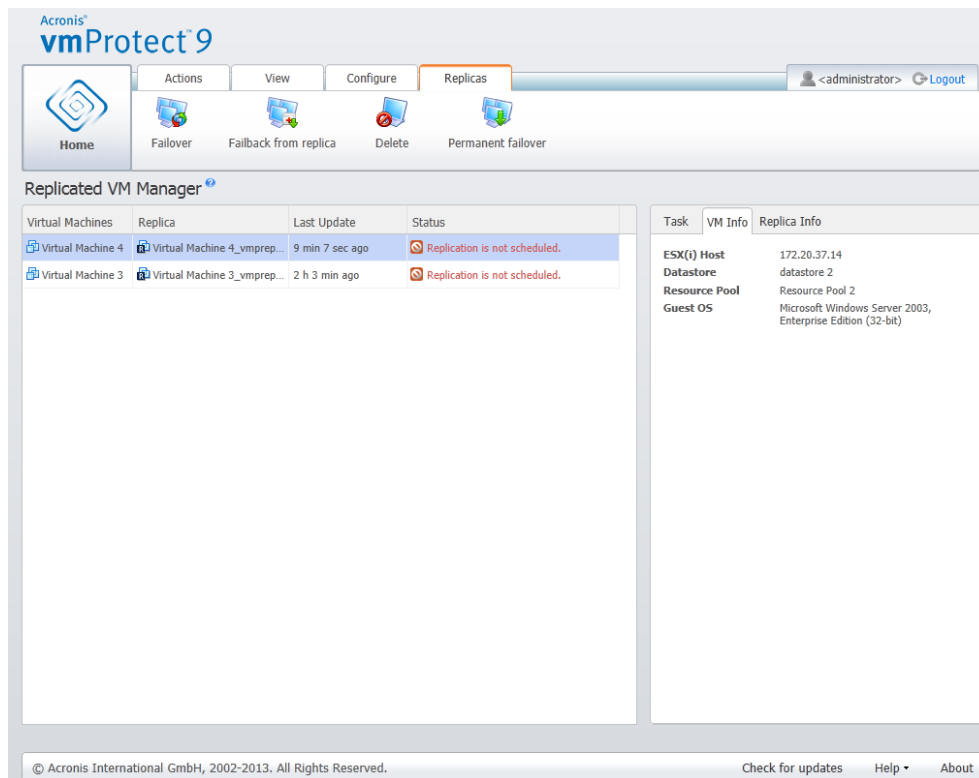 Acronis®
vmProtect™ 9
Actions View Configure Replicas
<administrator> Logout
Home
Failover Failback from replica Delete Permanent failover
Replicated VM Manager ?
Virtual Machines Replica Last Update Status
Virtual Machine 4 Virtual Machine 4_vmprep... 9 min 7 sec ago Replication is not scheduled.
Virtual Machine 3 Virtual Machine 3_vmprep... 2 h 3 min ago Replication is not scheduled.
Task VM Info Replica Info
ESX(i) Host 172.20.37.14
Datastore datastore 2
Resource Pool Resource Pool 2
Guest OS Microsoft Windows Server 2003,
Enterprise Edition (32-bit)
© Acronis International GmbH, 2002-2013. All Rights Reserved.
Check for updates Help About